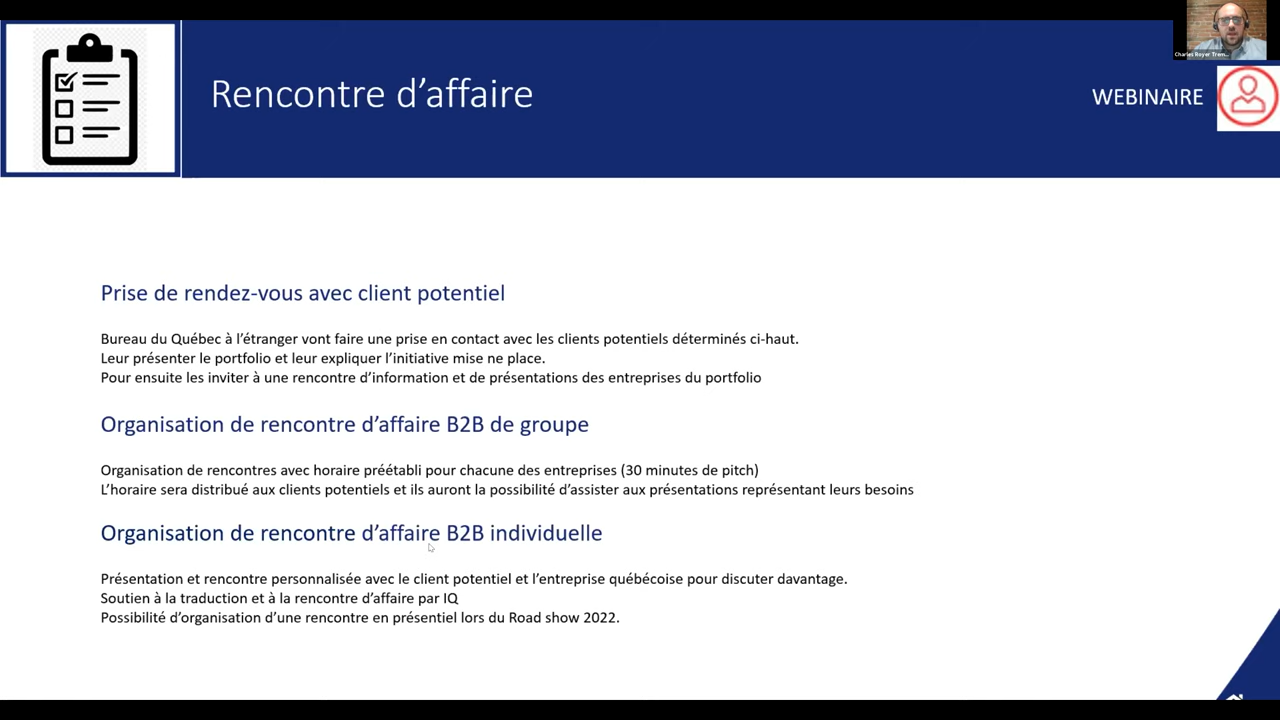 Charles Royer Trem...
Rencontre d'affaire
WEBINAIRE
Prise de rendez-vous avec client potentiel
Bureau du Québec à l'étranger vont faire une prise en contact avec les clients potentiels déterminés ci-haut.
Leur présenter le portfolio et leur expliquer l'initiative mise ne place.
Pour ensuite les inviter à une rencontre d'information et de présentations des entreprises du portfolio
Organisation de rencontre d'affaire B2B de groupe
Organisation de rencontres avec horaire préétabli pour chacune des entreprises (30 minutes de pitch)
L'horaire sera distribué aux clients potentiels et ils auront la possibilité d'assister aux présentations représentant leurs besoins
Organisation de rencontre d'affaire B2B individuelle
Présentation et rencontre personnalisée avec le client potentiel et l'entreprise québécoise pour discuter davantage.
Soutien à la traduction et à la rencontre d'affaire par IQ
Possibilité d'organisation d'une rencontre en présentiel lors du Road show 2022.